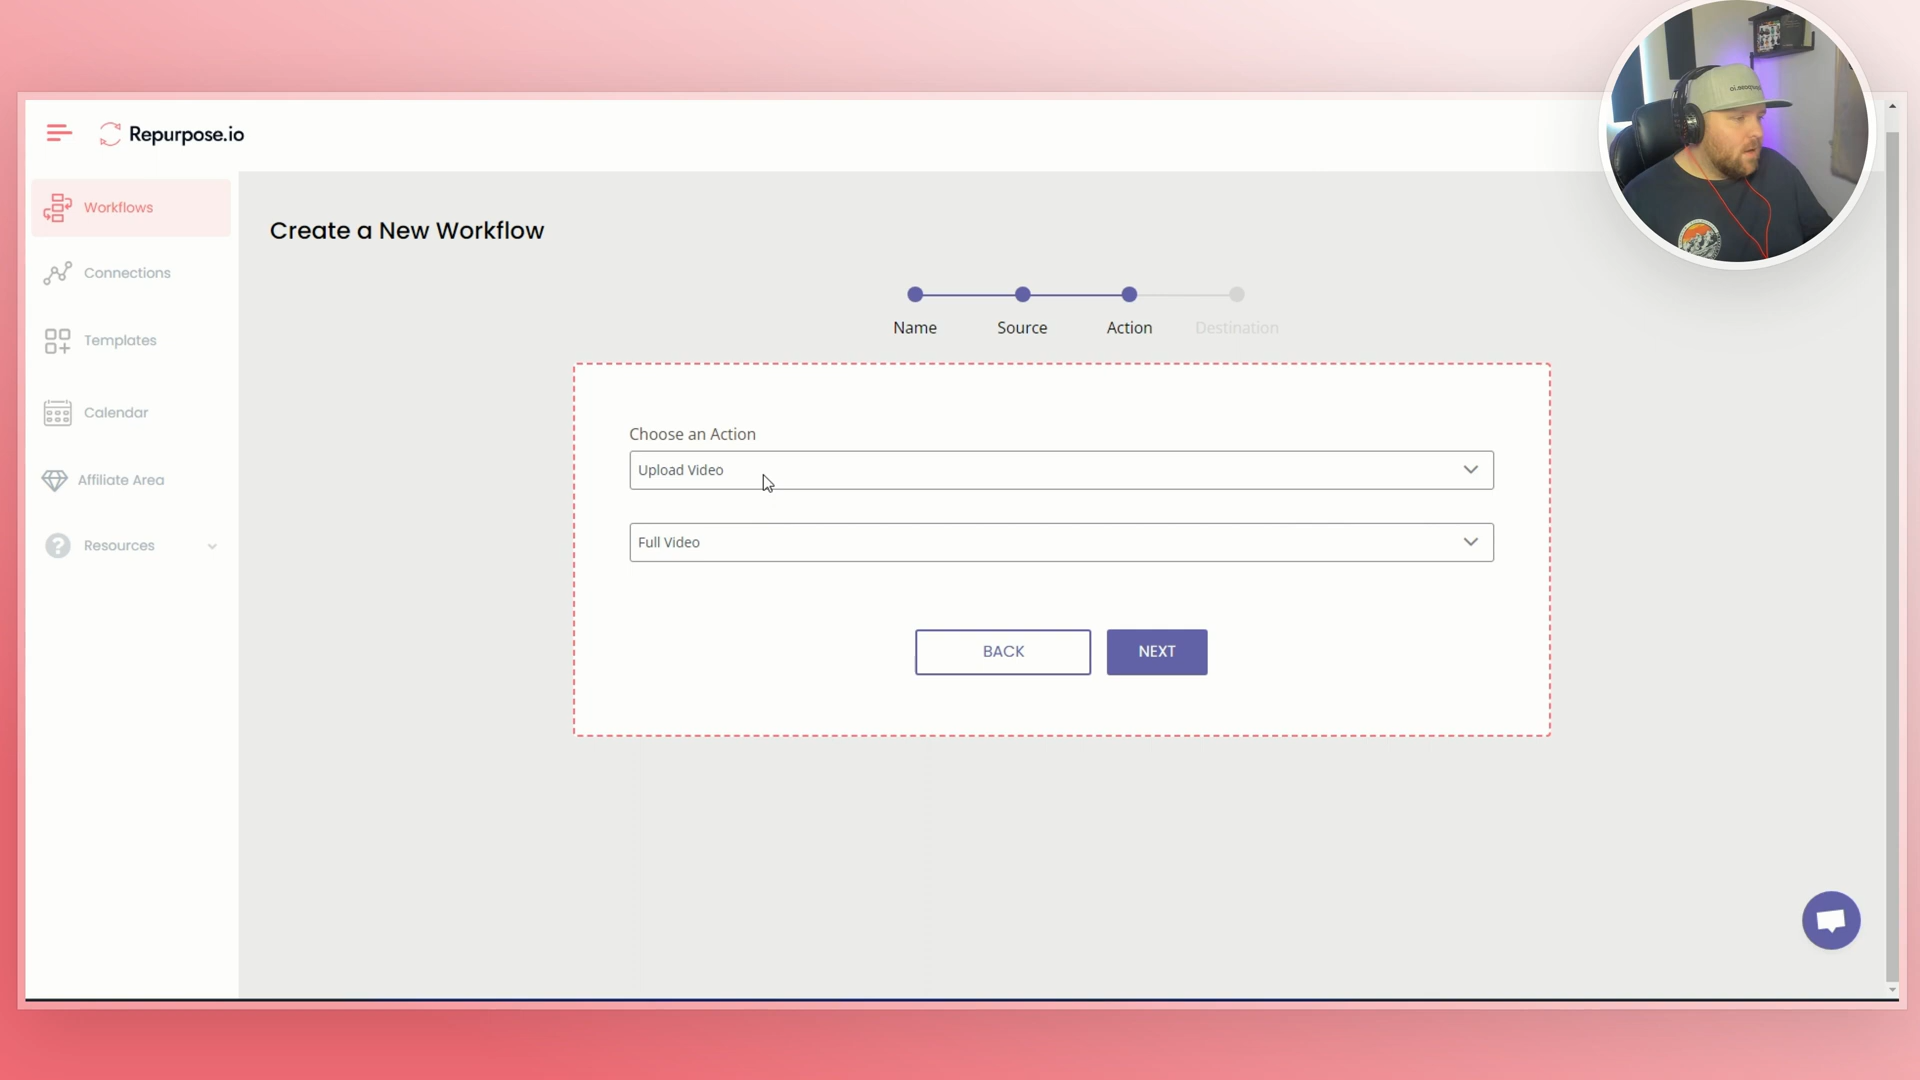 Repurpose.io
Workflows
Connections
Templates
Calendar
Affiliate Area
Resources
Create a New Workflow
Name
Source
Action
Destination
Choose an Action
Upload Video
Full Video
BACK
NEXT